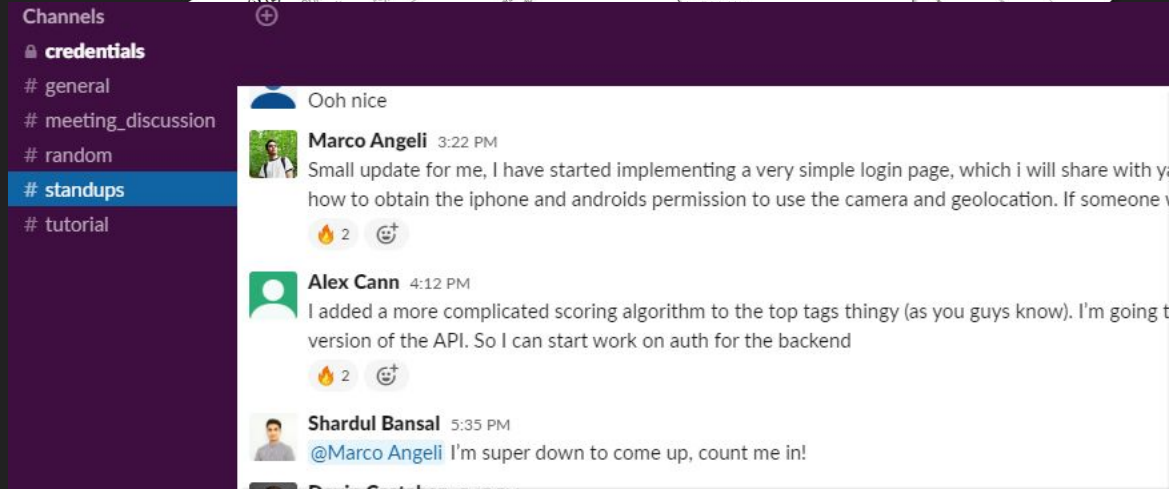 Channels
credentials
# general
# meeting_discussion
# random
# standups
# tutorial
Ooh nice
Marco Angeli 3:22 PM
Small update for me, I have started implementing a very simple login page, which i will share with ya
how to obtain the iphone and androids permission to use the camera and geolocation. If someone
2
Alex Cann 4:12 PM
I added a more complicated scoring algorithm to the top tags thingy (as you guys know). I'm going
version of the API. So I can start work on auth for the backend
2
Shardul Bansal 5:35 PM
@Marco Angeli I'm super down to come up, count me in!